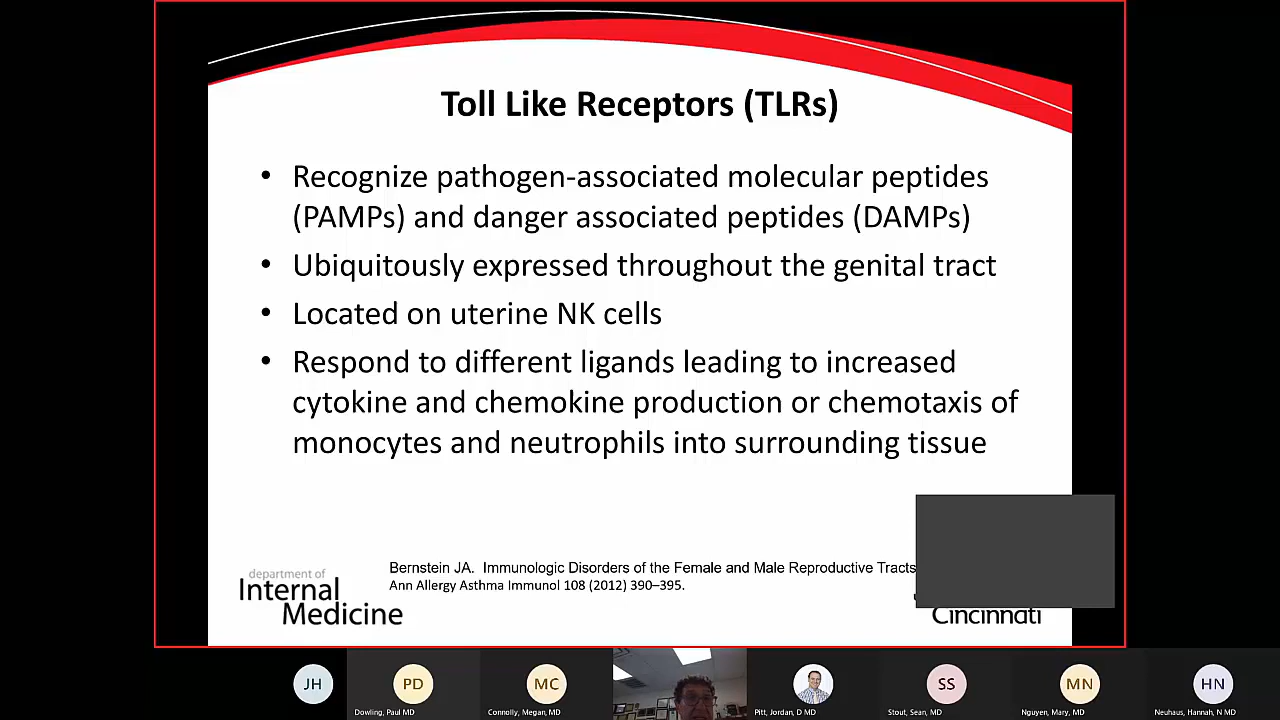 Toll Like Receptors (TLRs)
• Recognize pathogen-associated molecular peptides
(PAMPs) and danger associated peptides (DAMPs)
• Ubiquitously expressed throughout the genital tract
• Located on uterine NK cells
• Respond to different ligands leading to increased
cytokine and chemokine production or chemotaxis of
monocytes and neutrophils into surrounding tissue
Bernstein JA. Immunologic Disorders of the Female and Male Reproductive Tracts
Ann Allergy Asthma Immunol 108 (2012) 390–395.
department of
Internal
Medicine
Cincinnati
JH
PD
MC
SS
MN
HN
Dowling, Paul MD
Connolly, Megan, MD
Pitt, Jordan, D MD
Stout, Sean, MD
Nguyen, Mary, MD
Neuhaus, Hannah, N MD